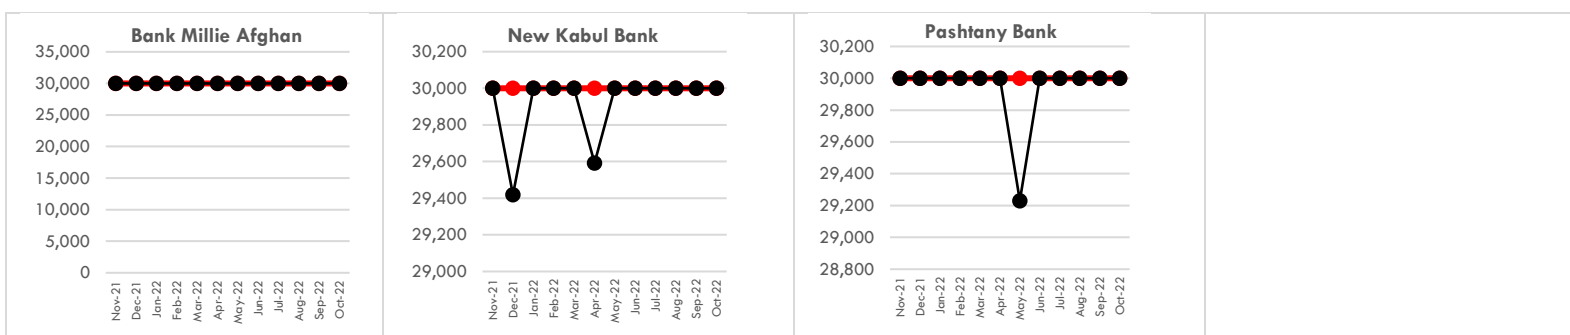 Bank Millie Afghan
35,000
30,000
25,000
20,000
15,000
10,000
5,000
0
Nov-21
Dec-21
Jan-22
Feb-22
Mar-22
Apr-22
May-22
Jun-22
Jul-22
Aug-22
Sep-22
Oct-22
New Kabul Bank
30,200
30,000
29,800
29,600
29,400
29,200
29,000
Nov-21
Dec-21
Jan-22
Feb-22
Mar-22
Apr-22
May-22
Jun-22
Jul-22
Aug-22
Sep-22
Oct-22
Pashtany Bank
30,200
30,000
29,800
29,600
29,400
29,200
29,000
28,800
Nov-21
Dec-21
Jan-22
Feb-22
Mar-22
Apr-22
May-22
Jun-22
Jul-22
Aug-22
Sep-22
Oct-22